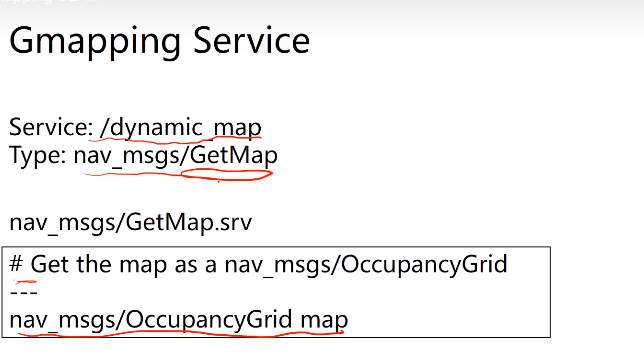 Gmapping Service
Service: /dynamic_map
Type: nav_msgs/GetMap
nav_msgs/GetMap.srv
# Get the map as a nav_msgs/OccupancyGrid
---
nav_msgs/OccupancyGrid map